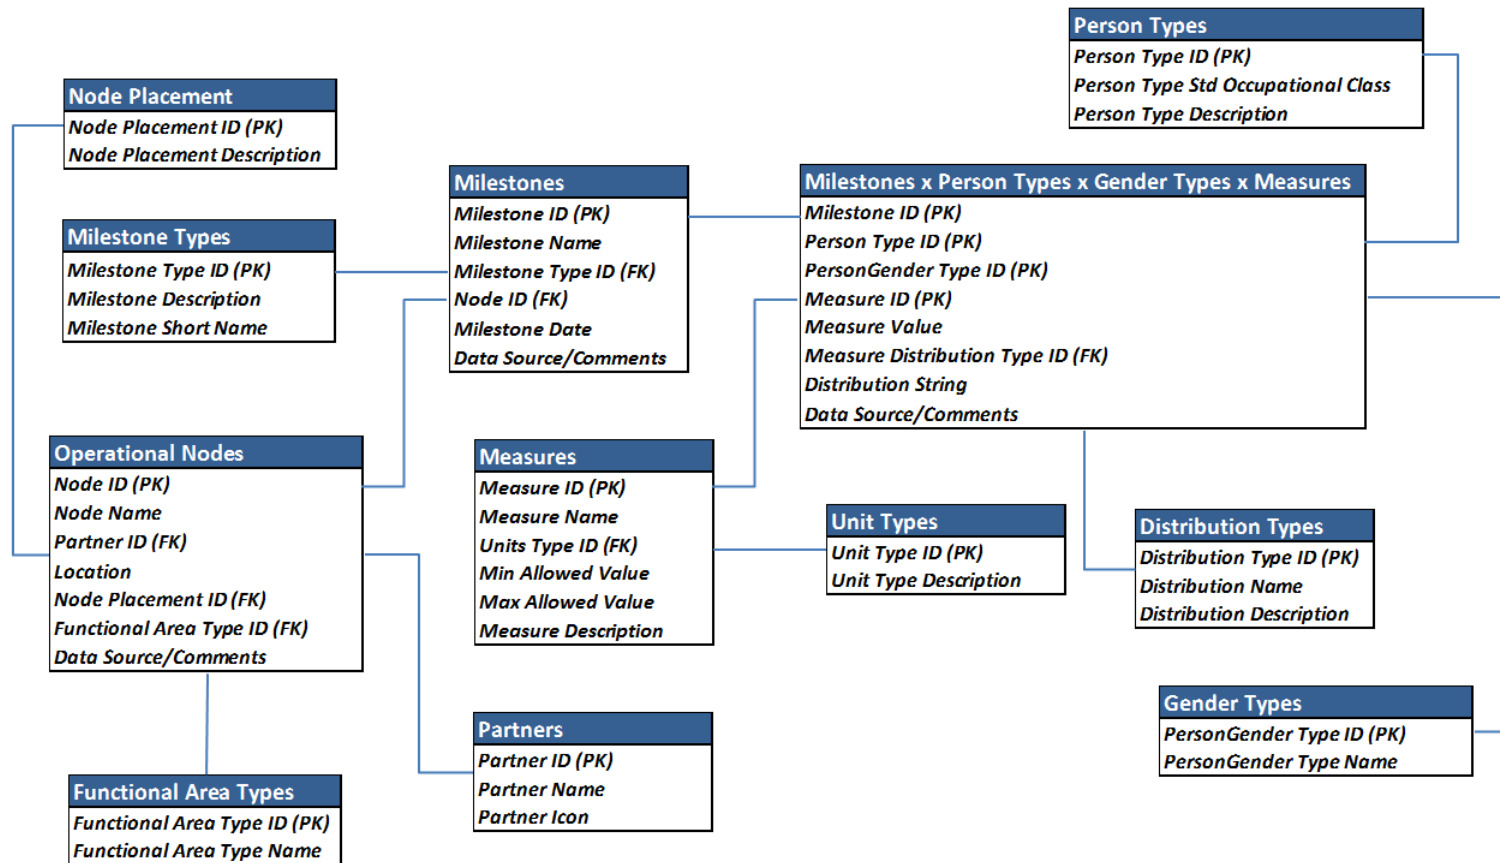 Person Types
Person Type ID (PK)
Person Type Std Occupational Class
Person Type Description
Node Placement
Node Placement ID (PK)
Node Placement Description
Milestone Types
Milestone Type ID (PK)
Milestone Description
Milestone Short Name
Milestones
Milestone ID (PK)
Milestone Name
Milestone Type ID (FK)
Node ID (FK)
Milestone Date
Data Source/Comments
Milestones x Person Types x Gender Types x Measures
Milestone ID (PK)
Person Type ID (PK)
PersonGender Type ID (PK)
Measure ID (PK)
Measure Value
Measure Distribution Type ID (FK)
Distribution String
Data Source/Comments
Operational Nodes
Node ID (PK)
Node Name
Partner ID (FK)
Location
Node Placement ID (FK)
Functional Area Type ID (FK)
Data Source/Comments
Measures
Measure ID (PK)
Measure Name
Units Type ID (FK)
Min Allowed Value
Max Allowed Value
Measure Description
Unit Types
Unit Type ID (PK)
Unit Type Description
Distribution Types
Distribution Type ID (PK)
Distribution Name
Distribution Description
Gender Types
PersonGender Type ID (PK)
PersonGender Type Name
Partners
Partner ID (PK)
Partner Name
Partner Icon
Functional Area Types
Functional Area Type ID (PK)
Functional Area Type Name